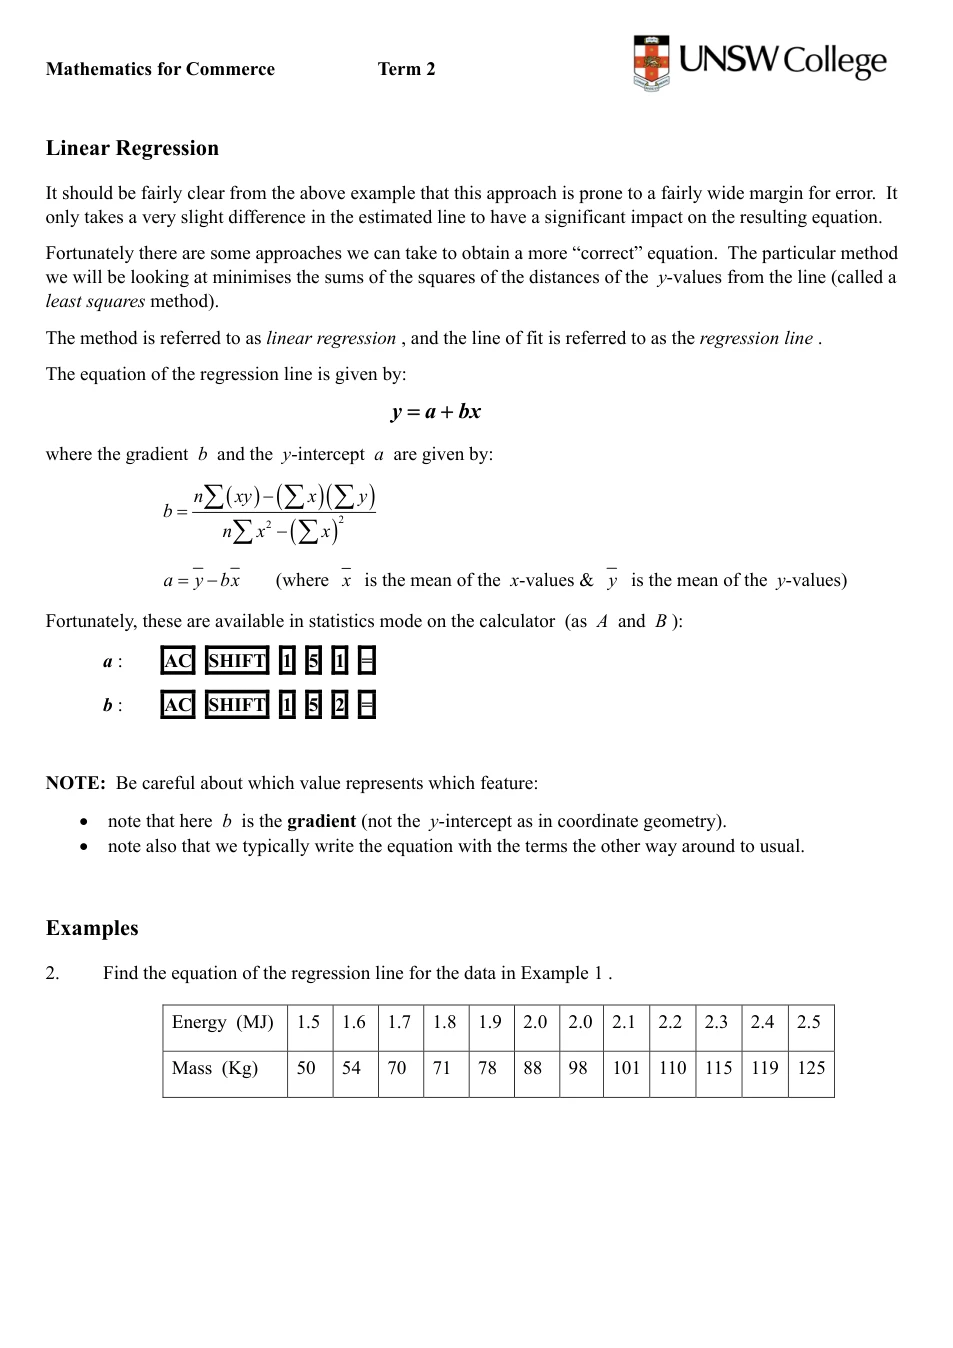 Mathematics for Commerce Term 2
UNSW College
Linear Regression
It should be fairly clear from the above example that this approach is prone to a fairly wide margin for error. It
only takes a very slight difference in the estimated line to have a significant impact on the resulting equation.
Fortunately there are some approaches we can take to obtain a more “correct” equation. The particular method
we will be looking at minimises the sums of the squares of the distances of the y-values from the line (called a
least squares method).
The method is referred to as linear regression , and the line of fit is referred to as the regression line .
The equation of the regression line is given by:
y = a + bx
where the gradient b and the y-intercept a are given by:
b = (n∑(xy) − (∑x)(∑y)) / (n∑x² − (∑x)²)
a = y̅ − bx̅ (where x̅ is the mean of the x-values & y̅ is the mean of the y-values)
Fortunately, these are available in statistics mode on the calculator (as A and B ):
a : AC SHIFT 1 5 1 =
b : AC SHIFT 1 5 2 =
NOTE: Be careful about which value represents which feature:
• note that here b is the gradient (not the y-intercept as in coordinate geometry).
• note also that we typically write the equation with the terms the other way around to usual.
Examples
2. Find the equation of the regression line for the data in Example 1 .
Energy (MJ) 1.5 1.6 1.7 1.8 1.9 2.0 2.0 2.1 2.2 2.3 2.4 2.5
Mass (Kg) 50 54 70 71 78 88 98 101 110 115 119 125